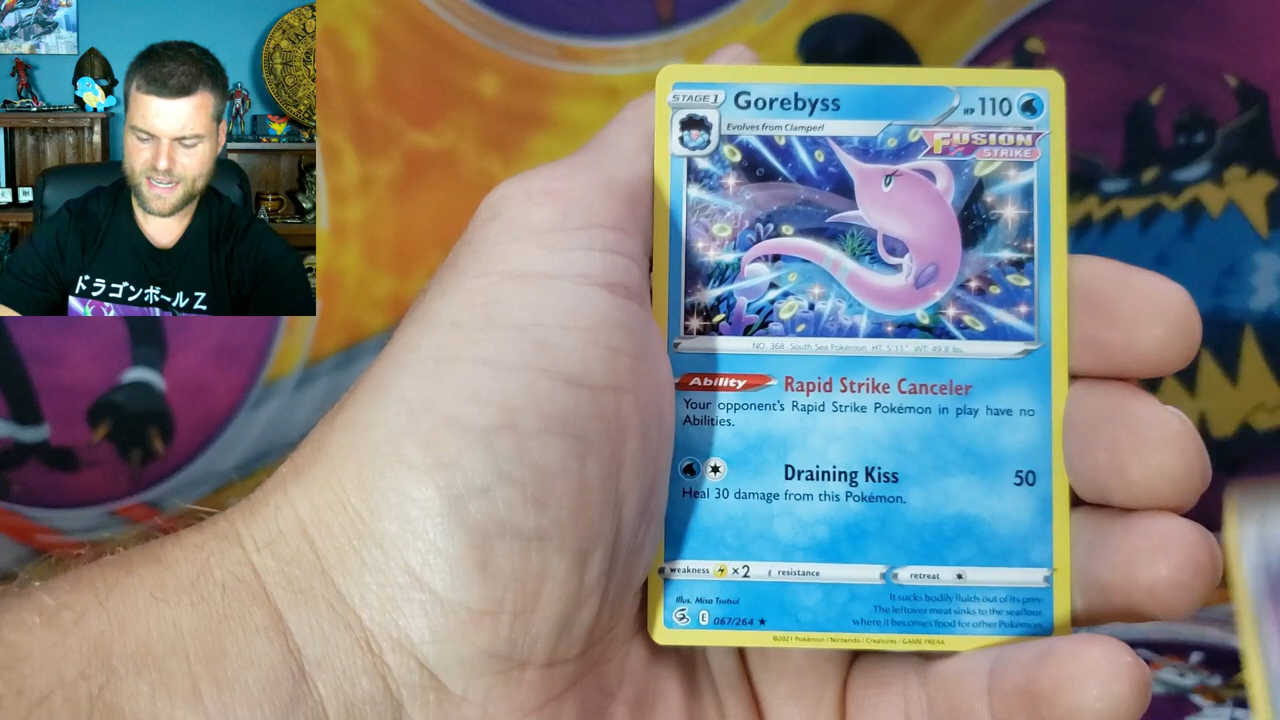 ドラゴンボールZ
STAGE 1
Gorebyss
HP 110
Evolves from Clamperl
FUSION
STRIKE
NO. 368 South Sea Pokémon HT: 5'11" WT: 49.8 lbs.
Ability Rapid Strike Canceler
Your opponent's Rapid Strike Pokémon in play have no
Abilities.
Draining Kiss 50
Heal 30 damage from this Pokémon.
weakness ×2 resistance retreat
Illus. Misa Tsutsui
E 067/264 ★
It sucks bodily fluids out of its prey.
The leftover meat sinks to the seafloor,
where it becomes food for other Pokémon.
©2021 Pokémon / Nintendo / Creatures / GAME FREAK